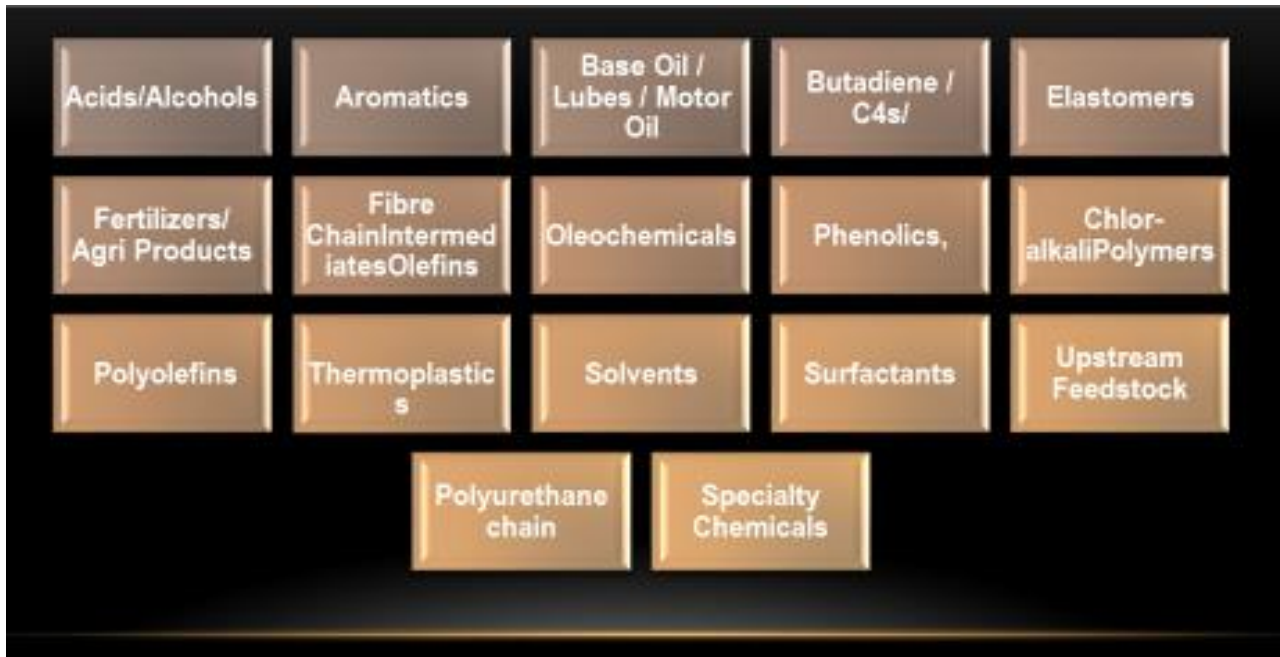 Acids/Alcohols
Aromatics
Base Oil /
Lubes / Motor
Oil
Butadiene /
C4s/
Elastomers
Fertilizers/
Agri Products
Fibre
ChainIntermed
iatesOlefins
Oleochemicals
Phenolics,
Chlor-
alkaliPolymers
Polyolefins
Thermoplastic
s
Solvents
Surfactants
Upstream
Feedstock
Polyurethane
chain
Specialty
Chemicals